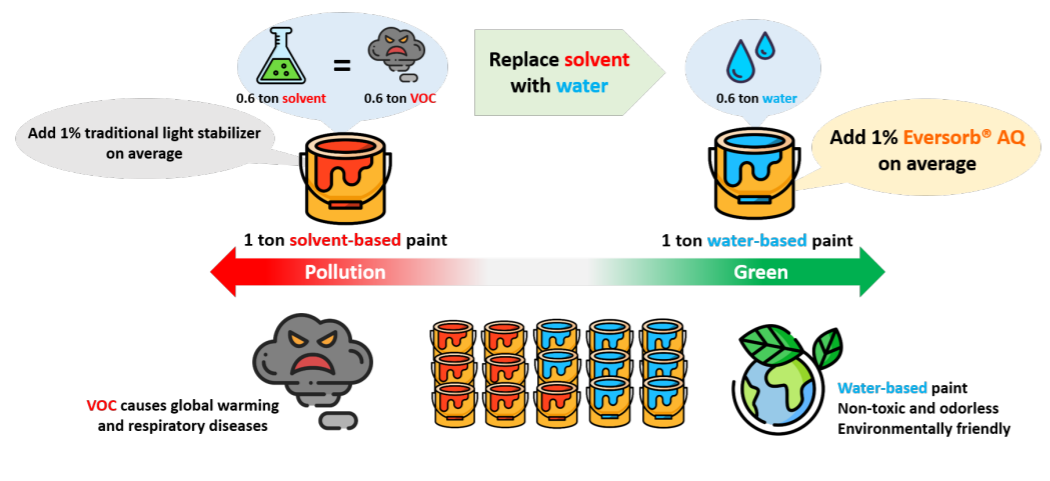 0.6 ton solvent
=
0.6 ton VOC
Replace solvent
with water
0.6 ton water
Add 1% traditional light stabilizer
on average
Add 1% Eversorb® AQ
on average
1 ton solvent-based paint
1 ton water-based paint
Pollution
Green
VOC causes global warming
and respiratory diseases
Water-based paint
Non-toxic and odorless
Environmentally friendly